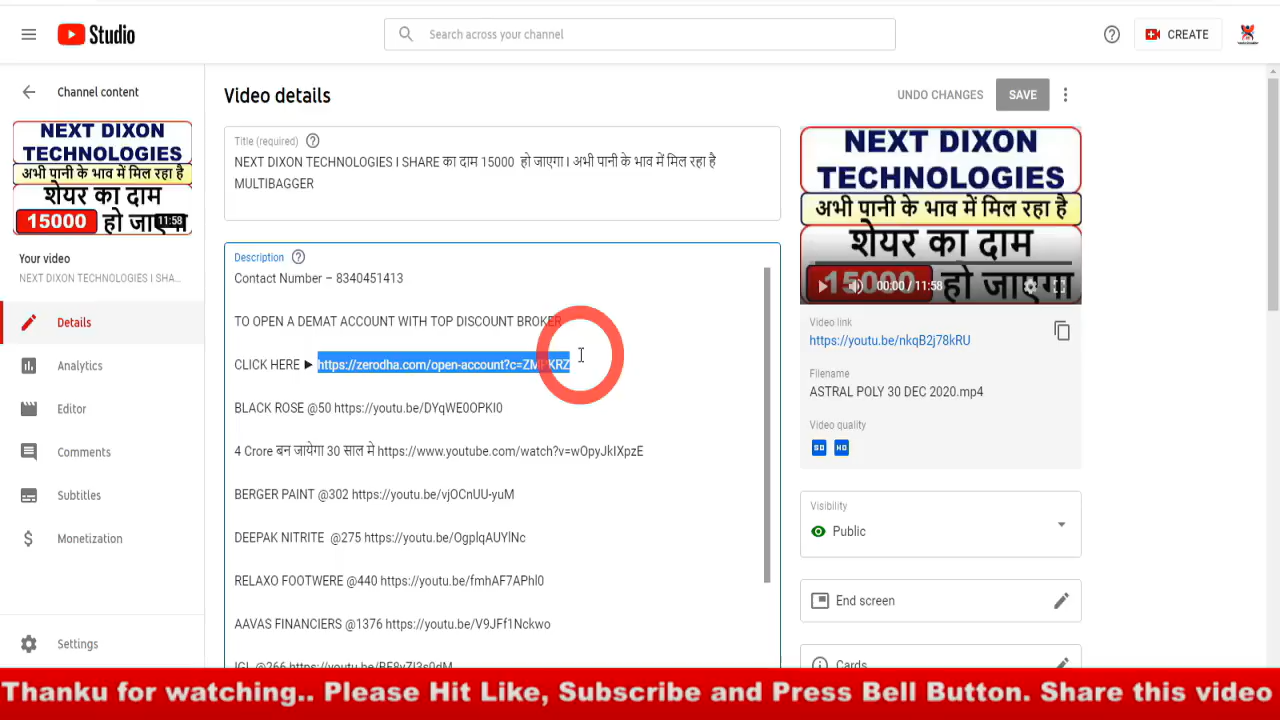 Studio
Search across your channel
CREATE
Channel content
NEXT DIXON
TECHNOLOGIES
अभी पानी के भाव में मिल रहा है
शेयर का दाम
15000 हो 11:58
Your video
NEXT DIXON TECHNOLOGIES I SHA...
Details
Analytics
Editor
Comments
Subtitles
Monetization
Settings
Video details
UNDO CHANGES
SAVE
Title (required)
NEXT DIXON TECHNOLOGIES I SHARE का दाम 15000 हो जाएगा I अभी पानी के भाव में मिल रहा है
MULTIBAGGER
Description
Contact Number – 8340451413
TO OPEN A DEMAT ACCOUNT WITH TOP DISCOUNT BROKER
CLICK HERE ► https://zerodha.com/open-account?c=
BLACK ROSE @50 https://youtu.be/DYqWE0OPKI0
4 Crore बन जायेगा 30 साल मे https://www.youtube.com/watch?v=wOpyJkIXpzE
BERGER PAINT @302 https://youtu.be/vjOCnUU-yuM
DEEPAK NITRITE @275 https://youtu.be/OgplqAUYlNc
RELAXO FOOTWERE @440 https://youtu.be/fmhAF7APhl0
AAVAS FINANCIERS @1376 https://youtu.be/V9JFf1Nckwo
IGL @266
NEXT DIXON
TECHNOLOGIES
अभी पानी के भाव में मिल रहा है
शेयर का दाम
15000 हो जाएगा
00:00 / 11:58
Video link
https://youtu.be/nkqB2j78kRU
Filename
ASTRAL POLY 30 DEC 2020.mp4
Video quality
SD HD
Visibility
Public
End screen
Cards
Thanku for watching.. Please Hit Like, Subscribe and Press Bell Button. Share this video